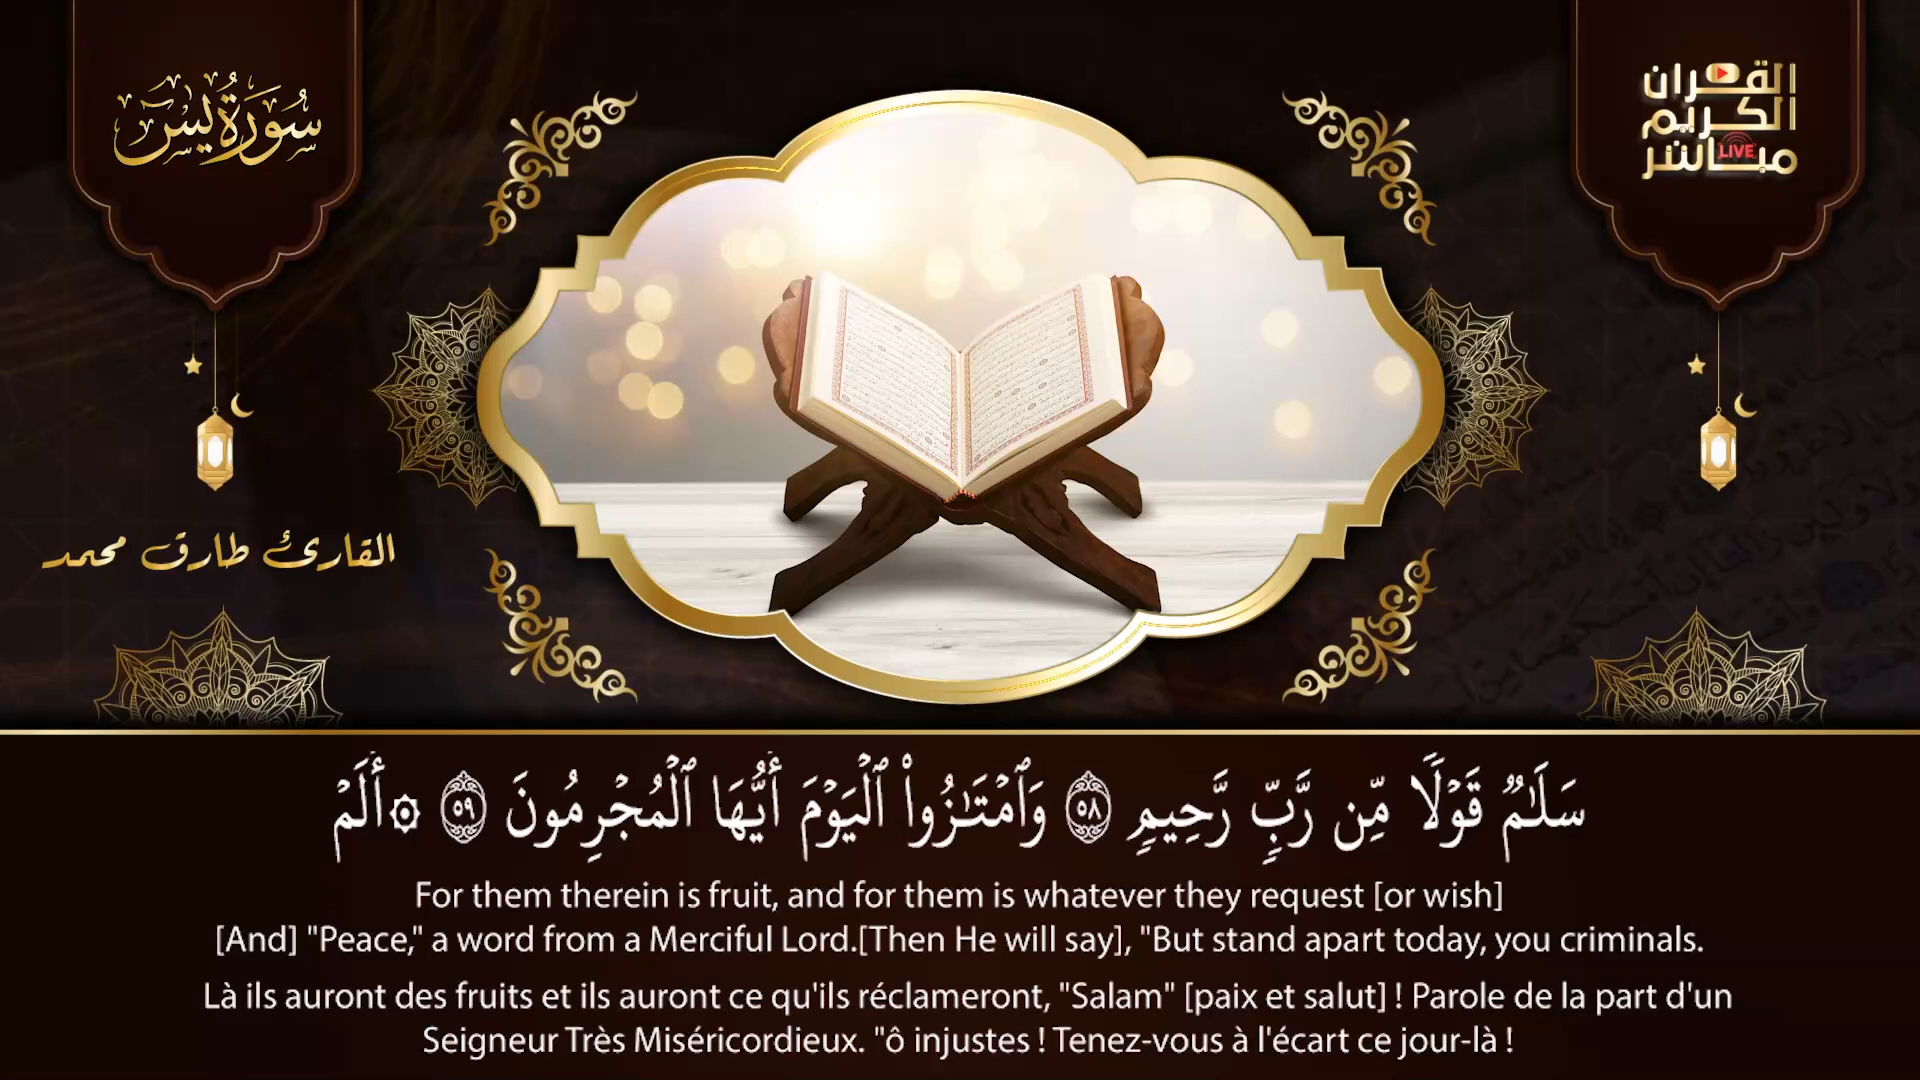 سُورَةُ يسٓ
القرآن
الكريم
مباشر
LIVE
القارئ طارق محمد
سَلَٰمٌ قَوْلًا مِّن رَّبٍّ رَّحِيمٍ ٥٨ وَٱمْتَٰزُوا۟ ٱلْيَوْمَ أَيُّهَا ٱلْمُجْرِمُونَ ٥٩ ۞ أَلَمْ
For them therein is fruit, and for them is whatever they request [or wish]
[And] "Peace," a word from a Merciful Lord.[Then He will say], "But stand apart today, you criminals.
Là ils auront des fruits et ils auront ce qu'ils réclameront, "Salam" [paix et salut] ! Parole de la part d'un
Seigneur Très Miséricordieux. "ô injustes ! Tenez-vous à l'écart ce jour-là !